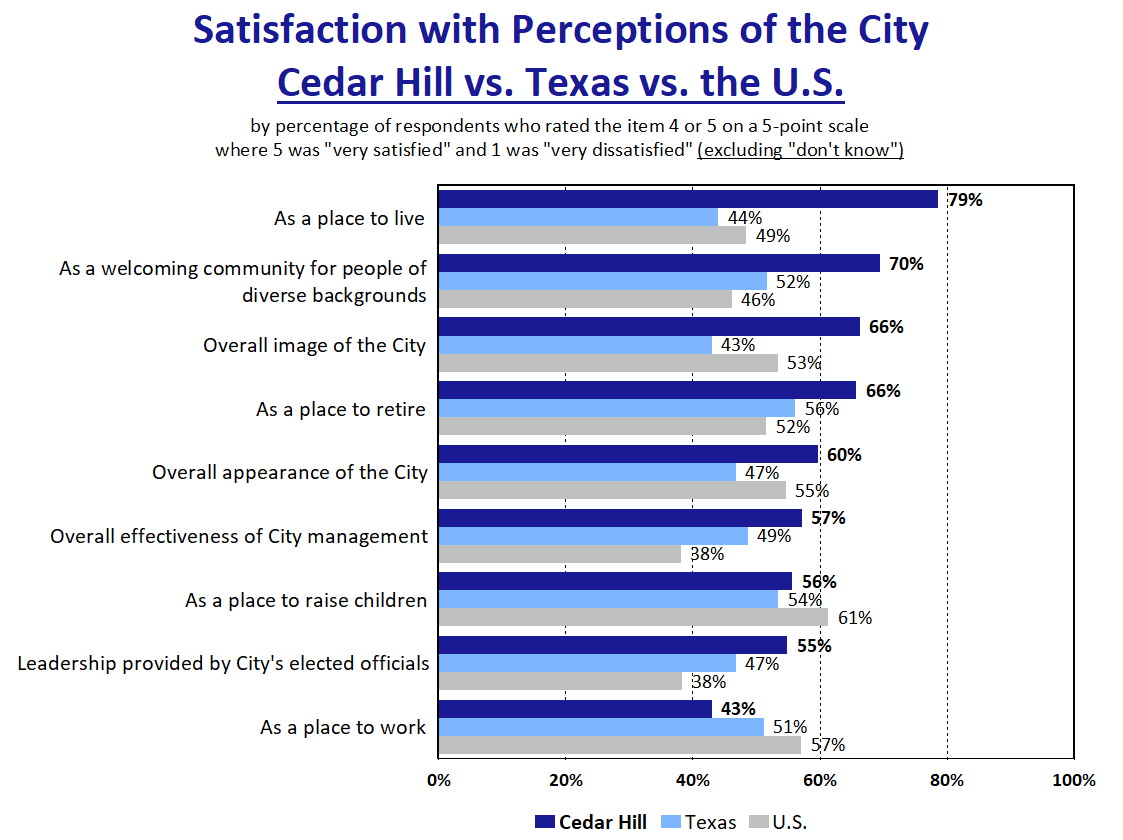 Satisfaction with Perceptions of the City
Cedar Hill vs. Texas vs. the U.S.
by percentage of respondents who rated the item 4 or 5 on a 5-point scale
where 5 was "very satisfied" and 1 was "very dissatisfied" (excluding "don't know")
As a place to live
79%
44%
49%
As a welcoming community for people of
diverse backgrounds
70%
52%
46%
Overall image of the City
66%
43%
53%
As a place to retire
66%
56%
52%
Overall appearance of the City
60%
47%
55%
Overall effectiveness of City management
57%
49%
38%
As a place to raise children
56%
54%
61%
Leadership provided by City's elected officials
55%
47%
38%
As a place to work
43%
51%
57%
0% 20% 40% 60% 80% 100%
Cedar Hill Texas U.S.